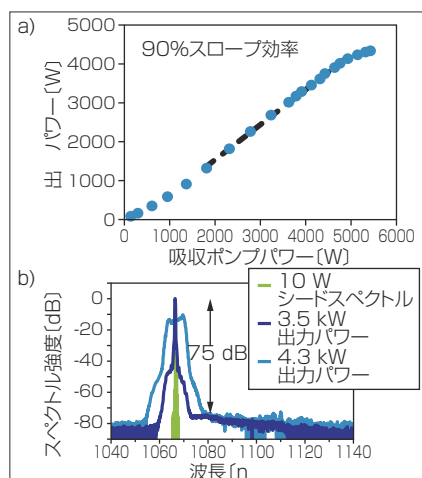 a)
90%スロープ効率
出 パワー〔W〕
5000
4000
3000
2000
1000
0
0 1000 2000 3000 4000 5000 6000
吸収ポンプパワー〔W〕
b)
10 W
シードスペクトル
3.5 kW
出力パワー
4.3 kW
出力パワー
スペクトル強度〔dB〕
0
-20
-40
-60
-80
75 dB
1040 1060 1080 1100 1120 1140
波長〔n